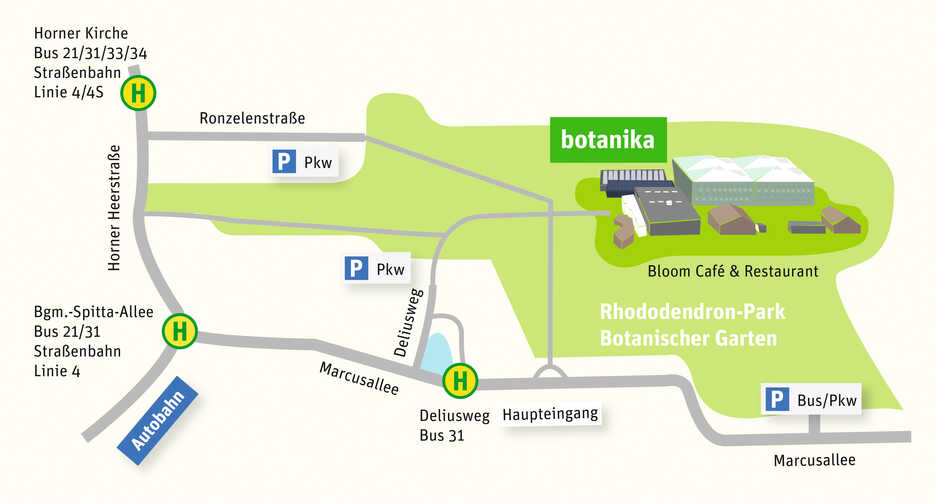 Horner Kirche
Bus 21/31/33/34
Straßenbahn
Linie 4/4S
H
Ronzelenstraße
P Pkw
botanika
Horner Heerstraße
Bloom Café & Restaurant
P Pkw
Rhododendron-Park
Botanischer Garten
Bgm.-Spitta-Allee
Bus 21/31
Straßenbahn
Linie 4
H
Deliusweg
Marcusallee
H
Autobahn
Deliusweg
Bus 31
Haupteingang
P Bus/Pkw
Marcusallee